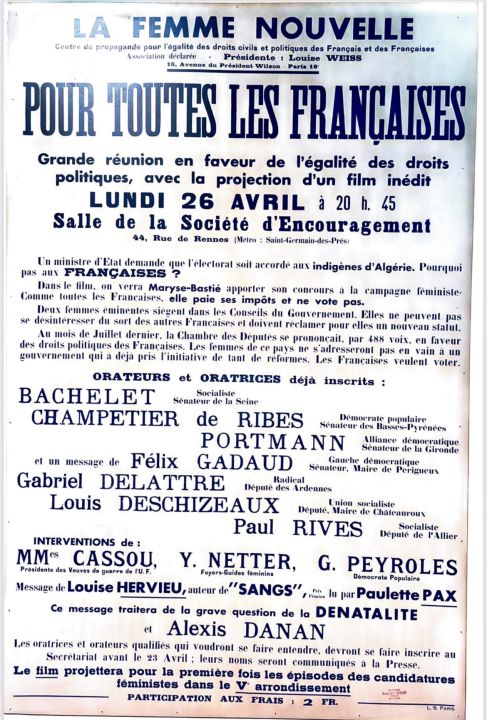 LA FEMME NOUVELLE
Centre de propagande pour l'égalité des droits civils et politiques des Français et des Françaises
Association déclarée - Présidente : Louise WEISS
15, Avenue du Président-Wilson - Paris 16e
POUR TOUTES LES FRANÇAISES
Grande réunion en faveur de l'égalité des droits
politiques, avec la projection d'un film inédit
LUNDI 26 AVRIL à 20 h. 45
Salle de la Société d'Encouragement
44, Rue de Rennes (Métro : Saint-Germain-des-Prés)
Un ministre d'Etat demande que l'électorat soit accordé aux indigènes d'Algérie. Pourquoi
pas aux FRANÇAISES ?
Dans le film, on verra Maryse-Bastié apporter son concours à la campagne féministe.
Comme toutes les Françaises, elle paie ses impôts et ne vote pas.
Deux femmes éminentes siègent dans les Conseils du Gouvernement. Elles ne peuvent pas
se désintéresser du sort des autres Françaises et doivent réclamer pour elles un nouveau statut.
Au mois de Juillet dernier, la Chambre des Députés se prononçait, par 488 voix, en faveur
des droits politiques des Françaises. Les femmes de ce pays ne s'adresseront pas en vain à un
gouvernement qui a déjà pris l'initiative de tant de réformes. Les Françaises veulent voter.
ORATEURS et ORATRICES déjà inscrits :
BACHELET Socialiste
Sénateur de la Seine
CHAMPETIER de RIBES Démocrate populaire
Sénateur des Basses-Pyrénées
PORTMANN Alliance démocratique
Sénateur de la Gironde
et un message de Félix GADAUD Gauche démocratique
Sénateur, Maire de Périgueux
Gabriel DELATTRE Radical
Député des Ardennes
Louis DESCHIZEAUX Union socialiste
Député, Maire de Châteauroux
Paul RIVES Socialiste
Député de l'Allier
INTERVENTIONS de :
MMes CASSOU, Y. NETTER, G. PEYROLES
Présidente des Veuves de guerre de l'U.F. Foyers-Guides féminins Démocrate Populaire
Message de Louise HERVIEU, auteur de "SANGS", Prix Fémina lu par Paulette PAX
Ce message traitera de la grave question de la DENATALITE
et Alexis DANAN
Les oratrices et orateurs qualifiés qui voudront se faire entendre, devront se faire inscrire au
Secrétariat avant le 23 Avril ; leurs noms seront communiqués à la Presse.
Le film projettera pour la première fois les épisodes des candidatures
féministes dans le Ve arrondissement
PARTICIPATION AUX FRAIS : 2 FR.
L. S. PARIS